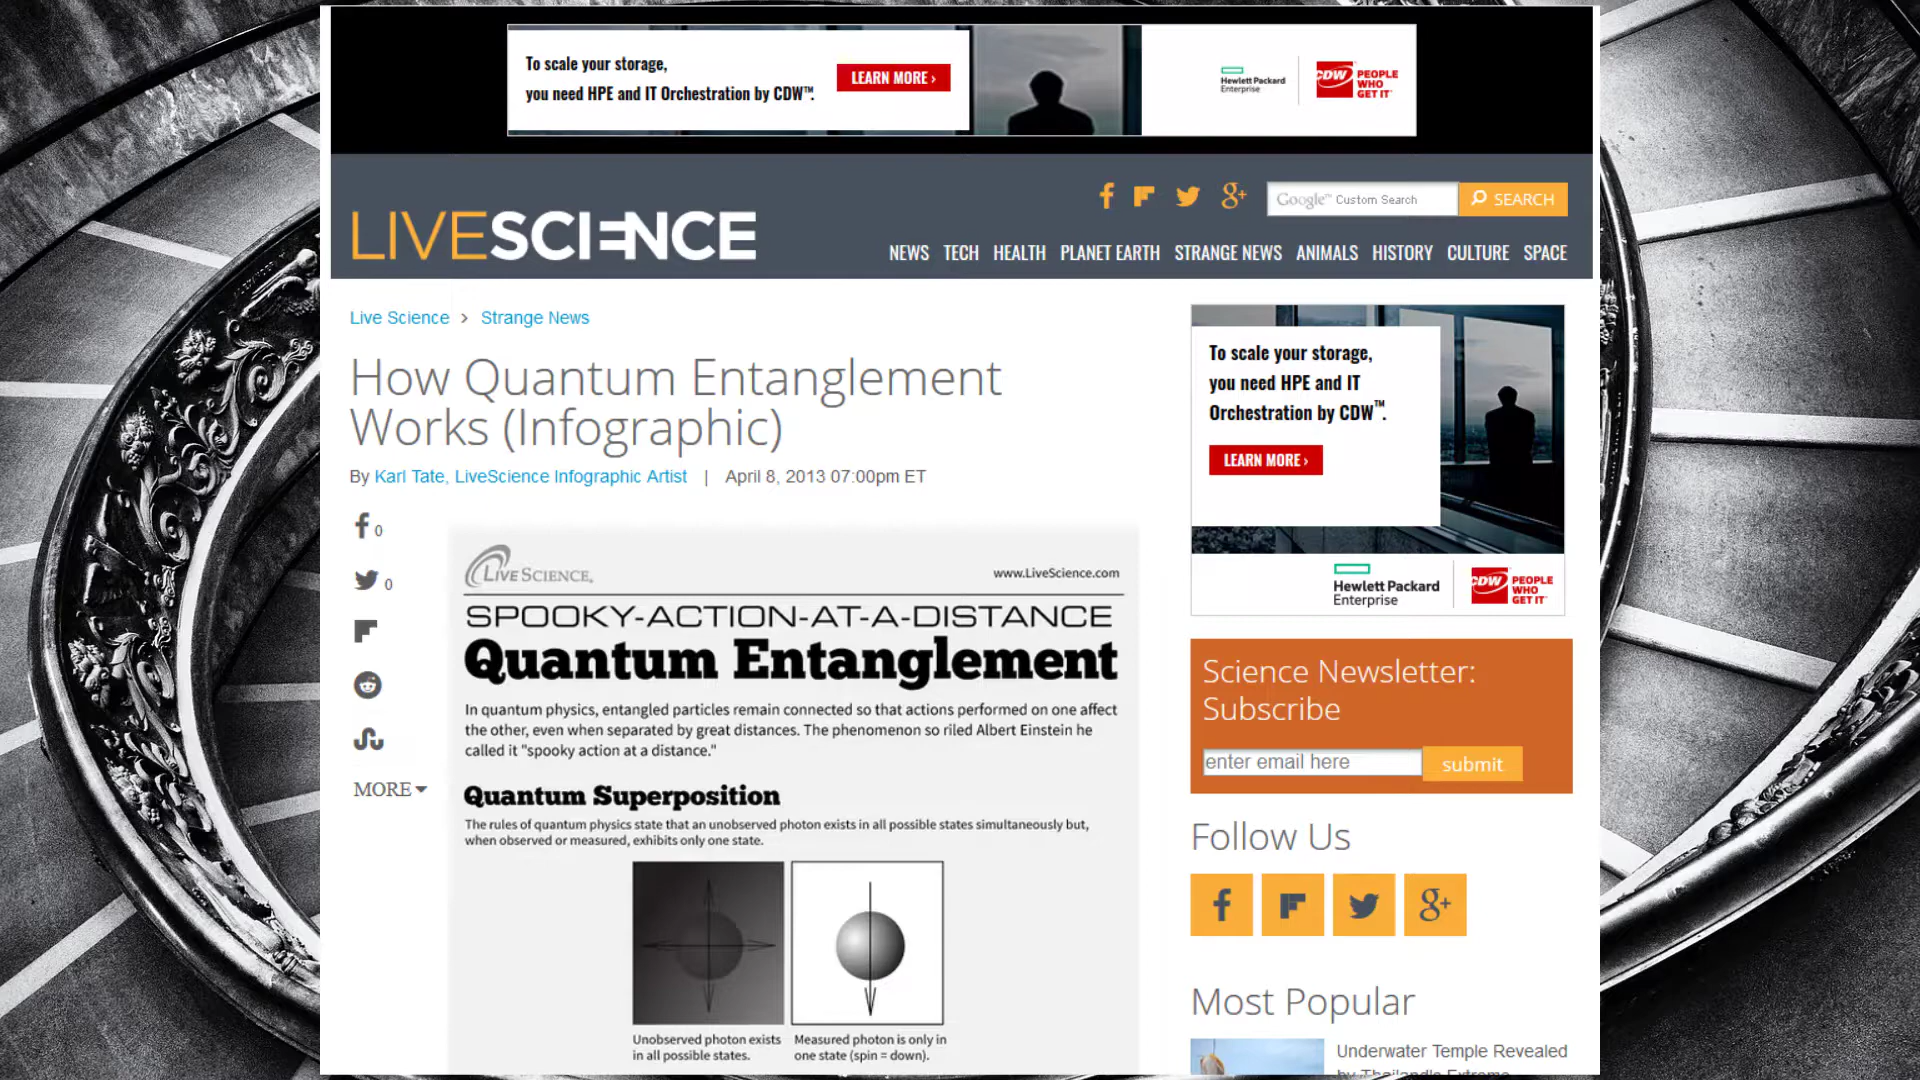 To scale your storage,
you need HPE and IT Orchestration by CDW™.
LEARN MORE ›
Hewlett Packard
Enterprise
CDW
PEOPLE
WHO
GET IT
LIVESCIENCE
Google™ Custom Search
SEARCH
NEWS TECH HEALTH PLANET EARTH STRANGE NEWS ANIMALS HISTORY CULTURE SPACE
Live Science > Strange News
How Quantum Entanglement
Works (Infographic)
By Karl Tate, LiveScience Infographic Artist | April 8, 2013 07:00pm ET
0
0
MORE
LIVE SCIENCE
www.LiveScience.com
SPOOKY-ACTION-AT-A-DISTANCE
Quantum Entanglement
In quantum physics, entangled particles remain connected so that actions performed on one affect
the other, even when separated by great distances. The phenomenon so riled Albert Einstein he
called it "spooky action at a distance."
Quantum Superposition
The rules of quantum physics state that an unobserved photon exists in all possible states simultaneously but,
when observed or measured, exhibits only one state.
Unobserved photon exists
in all possible states.
Measured photon is only in
one state (spin = down).
To scale your storage,
you need HPE and IT
Orchestration by CDW™.
LEARN MORE ›
Hewlett Packard
Enterprise
CDW
PEOPLE
WHO
GET IT
Science Newsletter:
Subscribe
enter email here
submit
Follow Us
Most Popular
Underwater Temple Revealed
by Thailand's Extreme